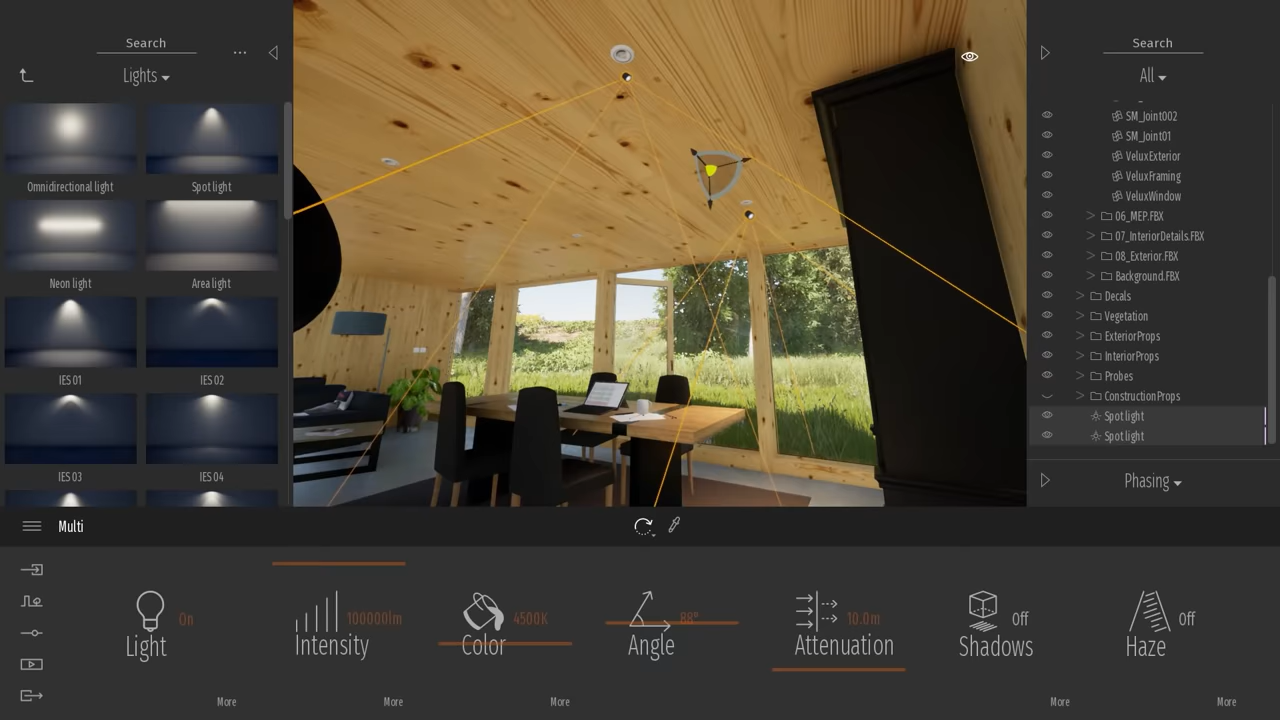 Search
...
Lights
Omnidirectional light
Spot light
Neon light
Area light
IES 01
IES 02
IES 03
IES 04
Search
All
SM_Joint002
SM_Joint01
VeluxExterior
VeluxFraming
VeluxWindow
06_MEP.FBX
07_InteriorDetails.FBX
08_Exterior.FBX
Background.FBX
Decals
Vegetation
ExteriorProps
InteriorProps
Probes
ConstructionProps
Spot light
Spot light
Phasing
Multi
Light On
Intensity 100000lm
Color 4500K
Angle 88°
Attenuation 10.0m
Shadows Off
Haze Off
More
More
More
More
More